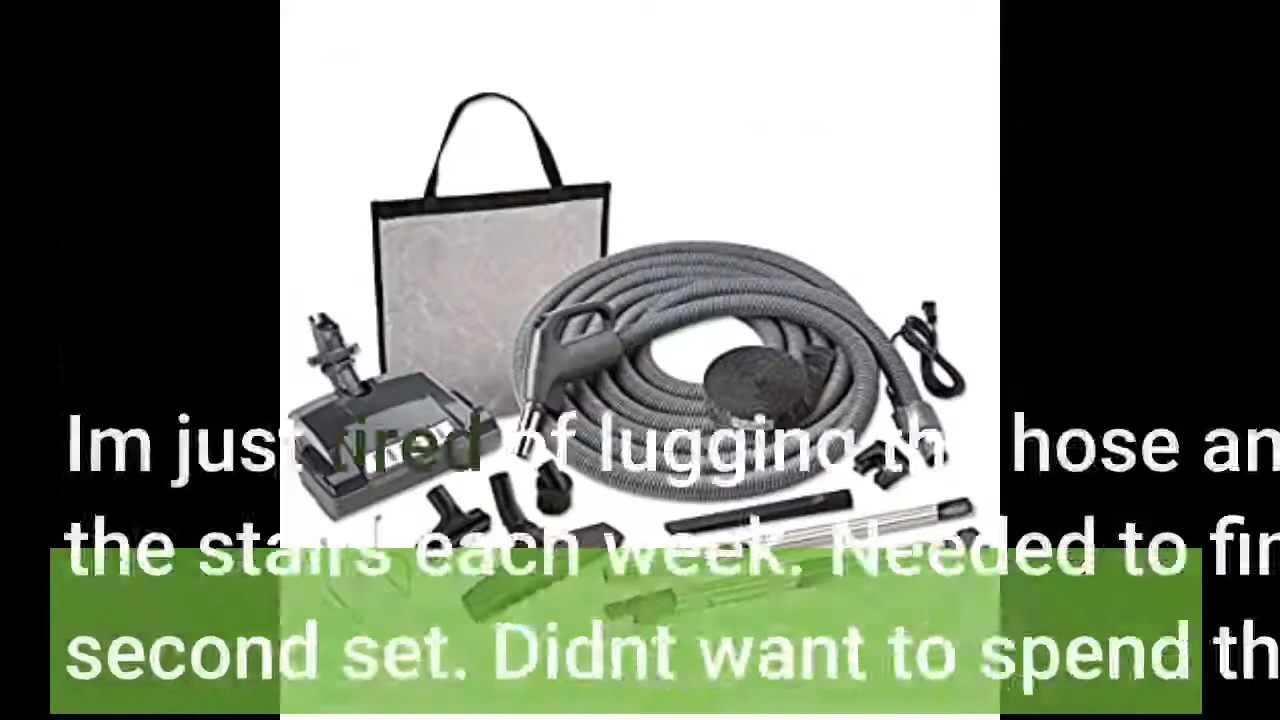 Im just tired of lugging the hose an
the stairs each week. Needed to fin
second set. Didnt want to spend th